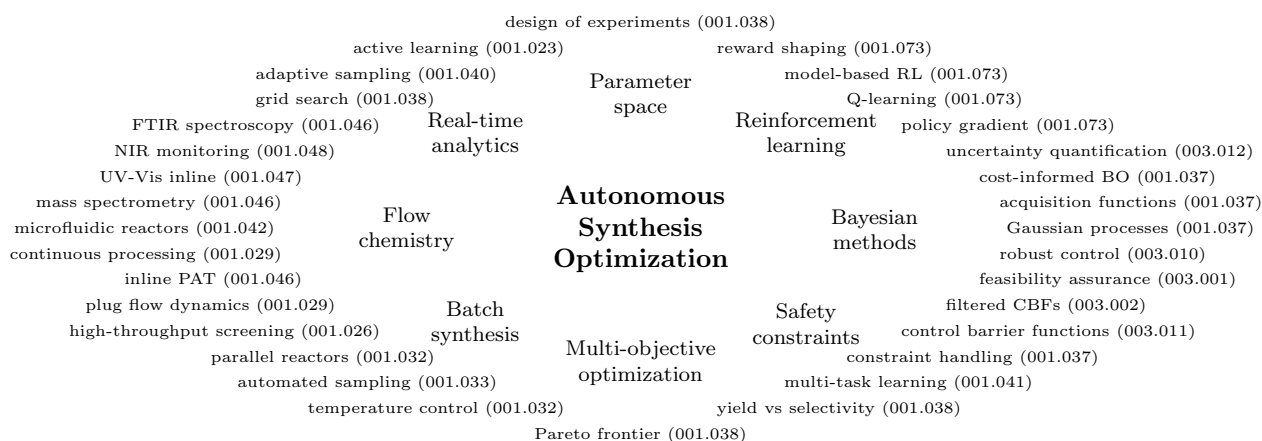 design of experiments (001.038)
active learning (001.023)
reward shaping (001.073)
adaptive sampling (001.040)
Parameter
space
model-based RL (001.073)
grid search (001.038)
Q-learning (001.073)
FTIR spectroscopy (001.046)
Real-time
analytics
Reinforcement
learning
policy gradient (001.073)
NIR monitoring (001.048)
uncertainty quantification (003.012)
UV-Vis inline (001.047)
cost-informed BO (001.037)
mass spectrometry (001.046)
Flow
chemistry
Autonomous
Synthesis
Optimization
Bayesian
methods
acquisition functions (001.037)
microfluidic reactors (001.042)
Gaussian processes (001.037)
continuous processing (001.029)
robust control (003.010)
inline PAT (001.046)
feasibility assurance (003.001)
plug flow dynamics (001.029)
Batch
synthesis
Safety
constraints
filtered CBFs (003.002)
high-throughput screening (001.026)
control barrier functions (003.011)
parallel reactors (001.032)
Multi-objective
optimization
constraint handling (001.037)
automated sampling (001.033)
multi-task learning (001.041)
temperature control (001.032)
yield vs selectivity (001.038)
Pareto frontier (001.038)